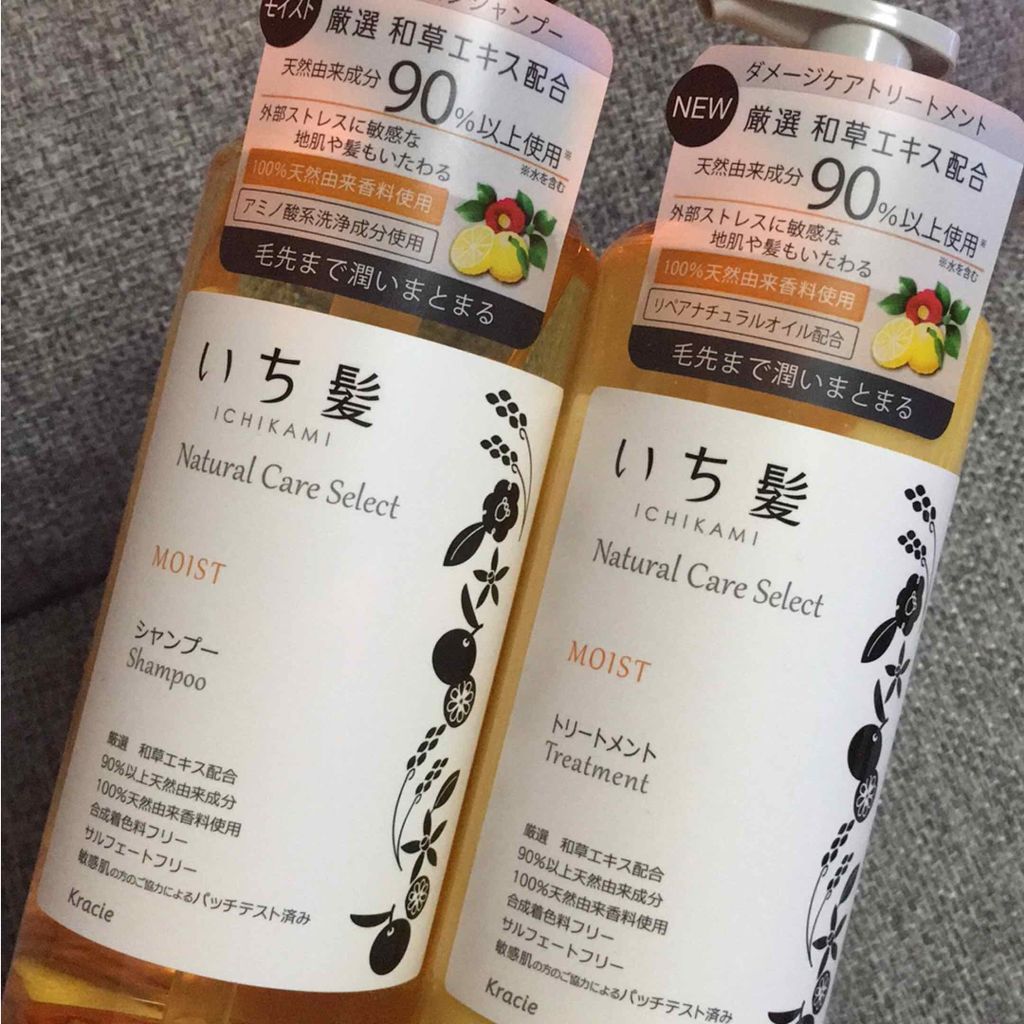 モイスト
シャンプー
厳選 和草エキス配合
天然由来成分
90%以上使用※
※水を含む
外部ストレスに敏感な
地肌や髪もいたわる
100%天然由来香料使用
アミノ酸系洗浄成分使用
毛先まで潤いまとまる
いち髪
ICHIKAMI
Natural Care Select
MOIST
シャンプー
Shampoo
厳選 和草エキス配合
90%以上天然由来成分
100%天然由来香料使用
合成着色料フリー
サルフェートフリー
敏感肌の方のご協力によるパッチテスト済み
Kracie
NEW
ダメージケアトリートメント
厳選 和草エキス配合
天然由来成分
90%以上使用※
※水を含む
外部ストレスに敏感な
地肌や髪もいたわる
100%天然由来香料使用
リペアナチュラルオイル配合
毛先まで潤いまとまる
いち髪
ICHIKAMI
Natural Care Select
MOIST
トリートメント
Treatment
厳選 和草エキス配合
90%以上天然由来成分
100%天然由来香料使用
合成着色料フリー
サルフェートフリー
敏感肌の方のご協力によるパッチテスト済み
Kracie